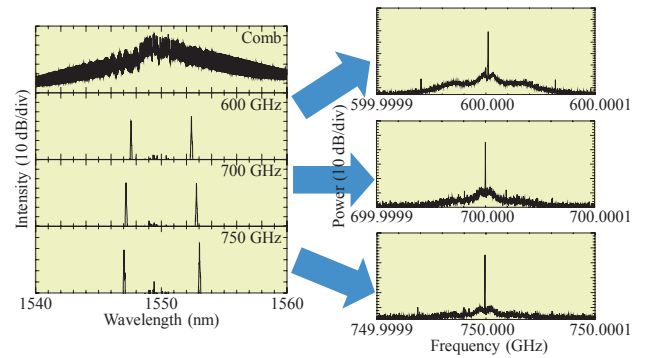 Comb
600 GHz
700 GHz
750 GHz
Intensity (10 dB/div)
1540 1550 1560
Wavelength (nm)
Power (10 dB/div)
599.9999 600.000 600.0001
699.9999 700.000 700.0001
749.9999 750.000 750.0001
Frequency (GHz)